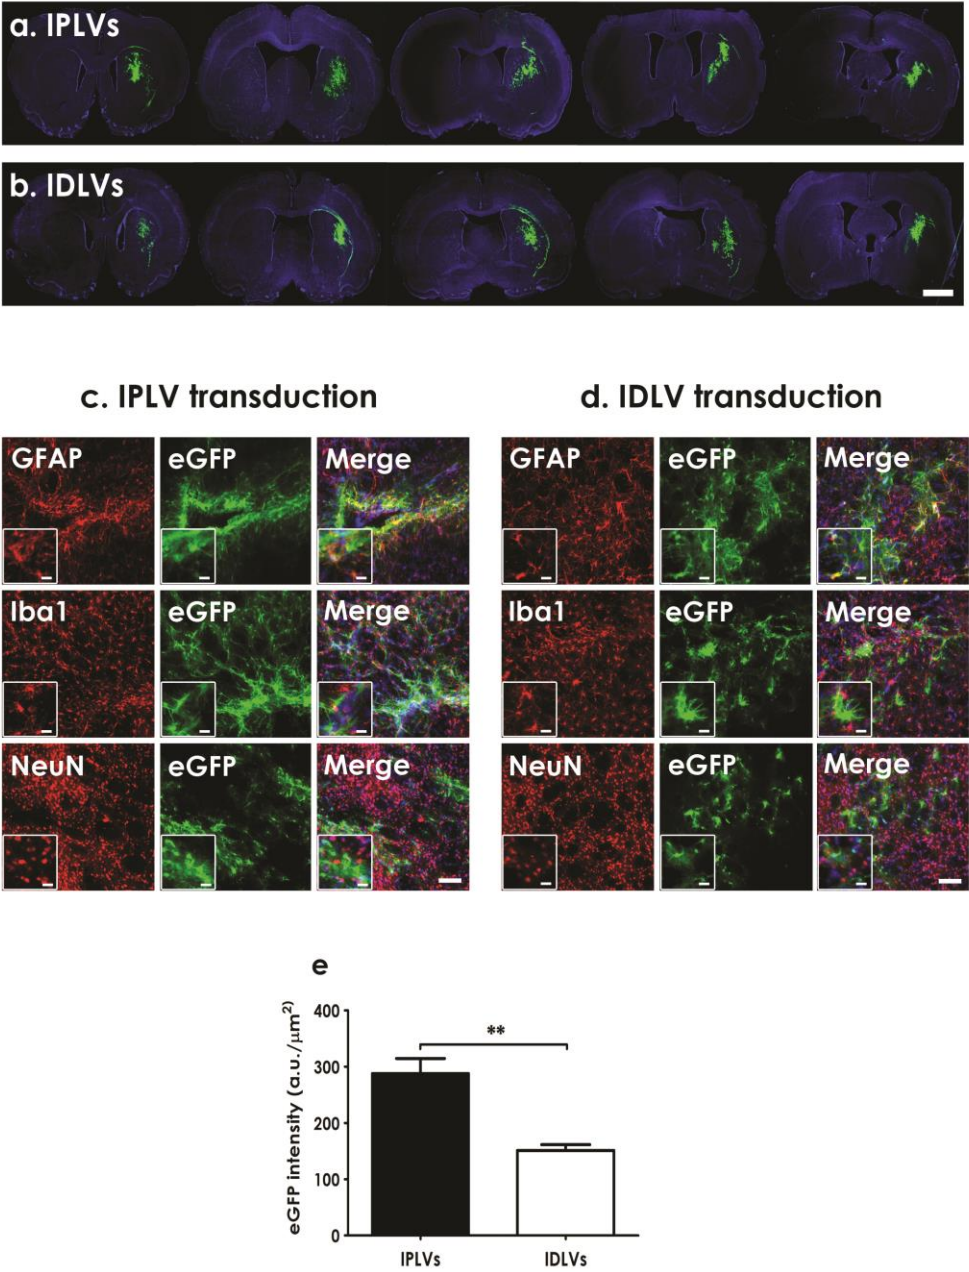 a. IPLVs
b. IDLVs
c. IPLV transduction
d. IDLV transduction
GFAP eGFP Merge GFAP eGFP Merge
Iba1 eGFP Merge Iba1 eGFP Merge
NeuN eGFP Merge NeuN eGFP Merge
e
eGFP intensity (a.u./μm²)
400
**
300
200
100
0
IPLVs IDLVs